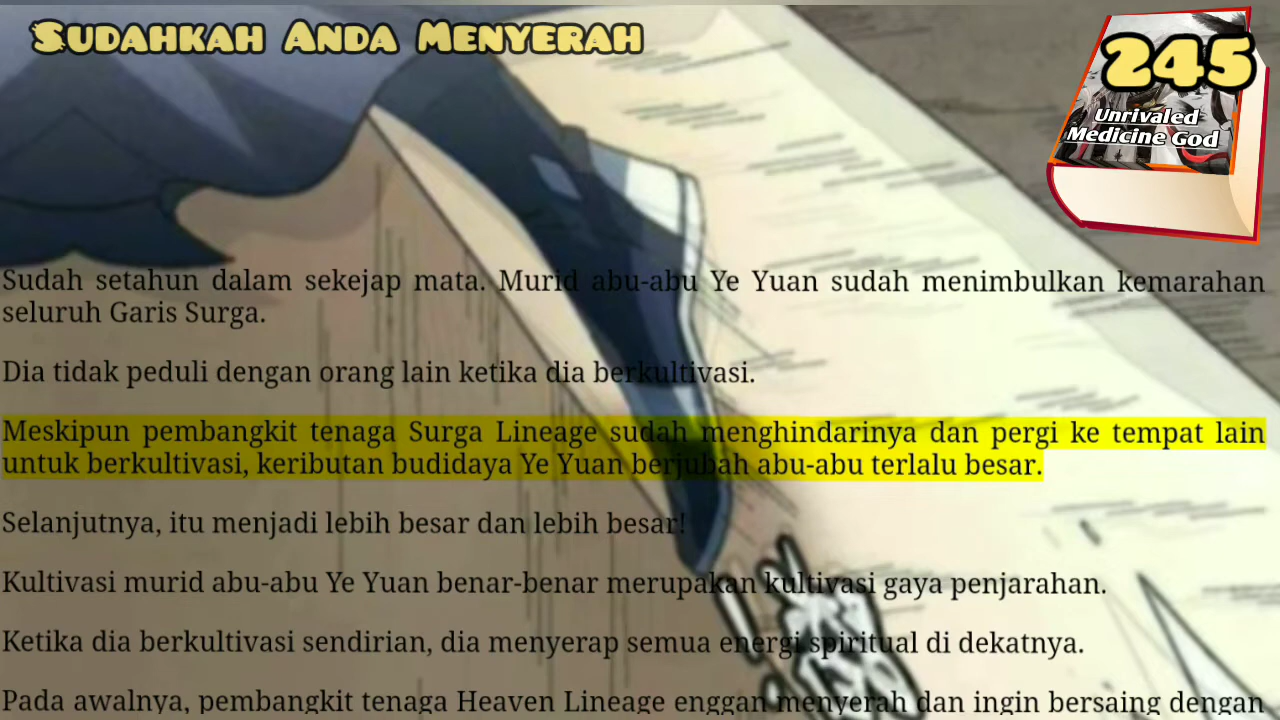 Sudahkah Anda Menyerah
245
Unrivaled
Medicine God
Sudah setahun dalam sekejap mata. Murid abu-abu Ye Yuan sudah menimbulkan kemarahan
seluruh Garis Surga.
Dia tidak peduli dengan orang lain ketika dia berkultivasi.
Meskipun pembangkit tenaga Surga Lineage sudah menghindarinya dan pergi ke tempat lain
untuk berkultivasi, keributan budidaya Ye Yuan berjubah abu-abu terlalu besar.
Selanjutnya, itu menjadi lebih besar dan lebih besar!
Kultivasi murid abu-abu Ye Yuan benar-benar merupakan kultivasi gaya penjarahan.
Ketika dia berkultivasi sendirian, dia menyerap semua energi spiritual di dekatnya.
Pada awalnya, pembangkit tenaga Heaven Lineage enggan menyerah dan ingin bersaing dengan